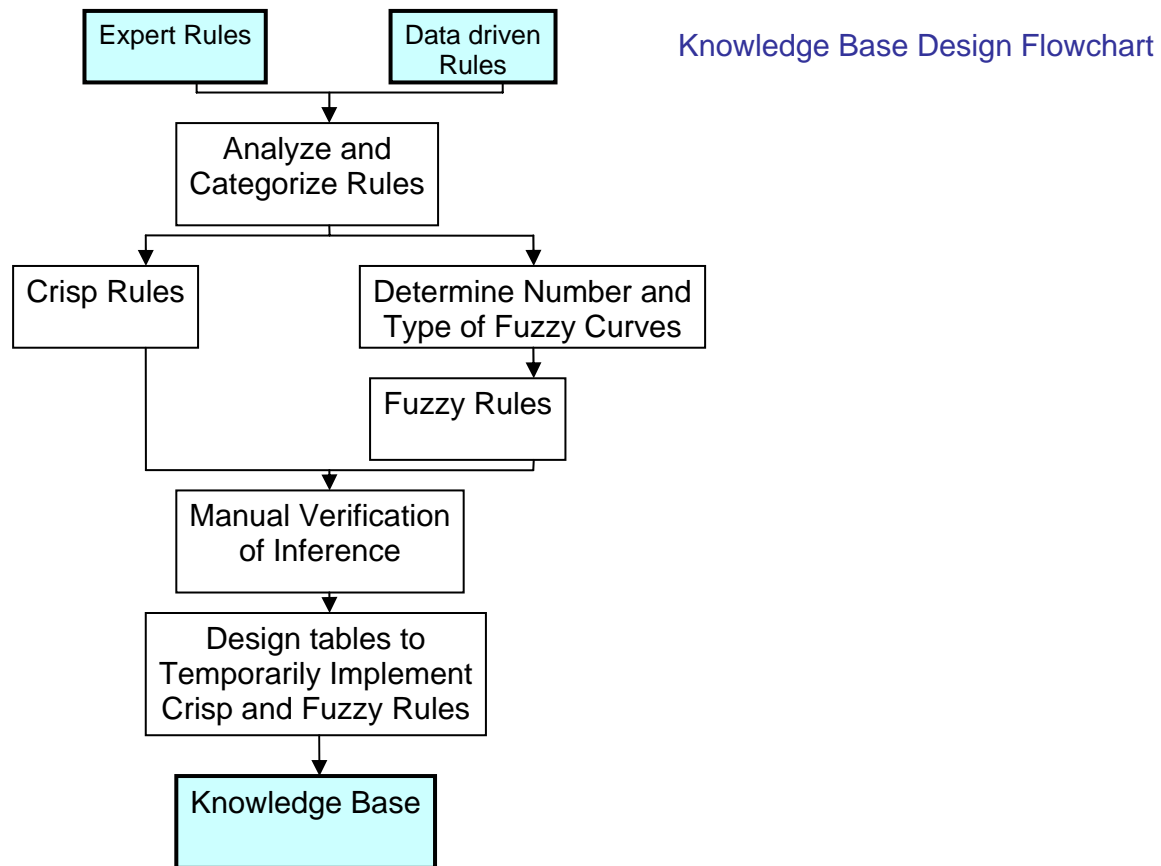 Expert Rules
Data driven
Rules
Knowledge Base Design Flowchart
Analyze and
Categorize Rules
Crisp Rules
Determine Number and
Type of Fuzzy Curves
Fuzzy Rules
Manual Verification
of Inference
Design tables to
Temporarily Implement
Crisp and Fuzzy Rules
Knowledge Base